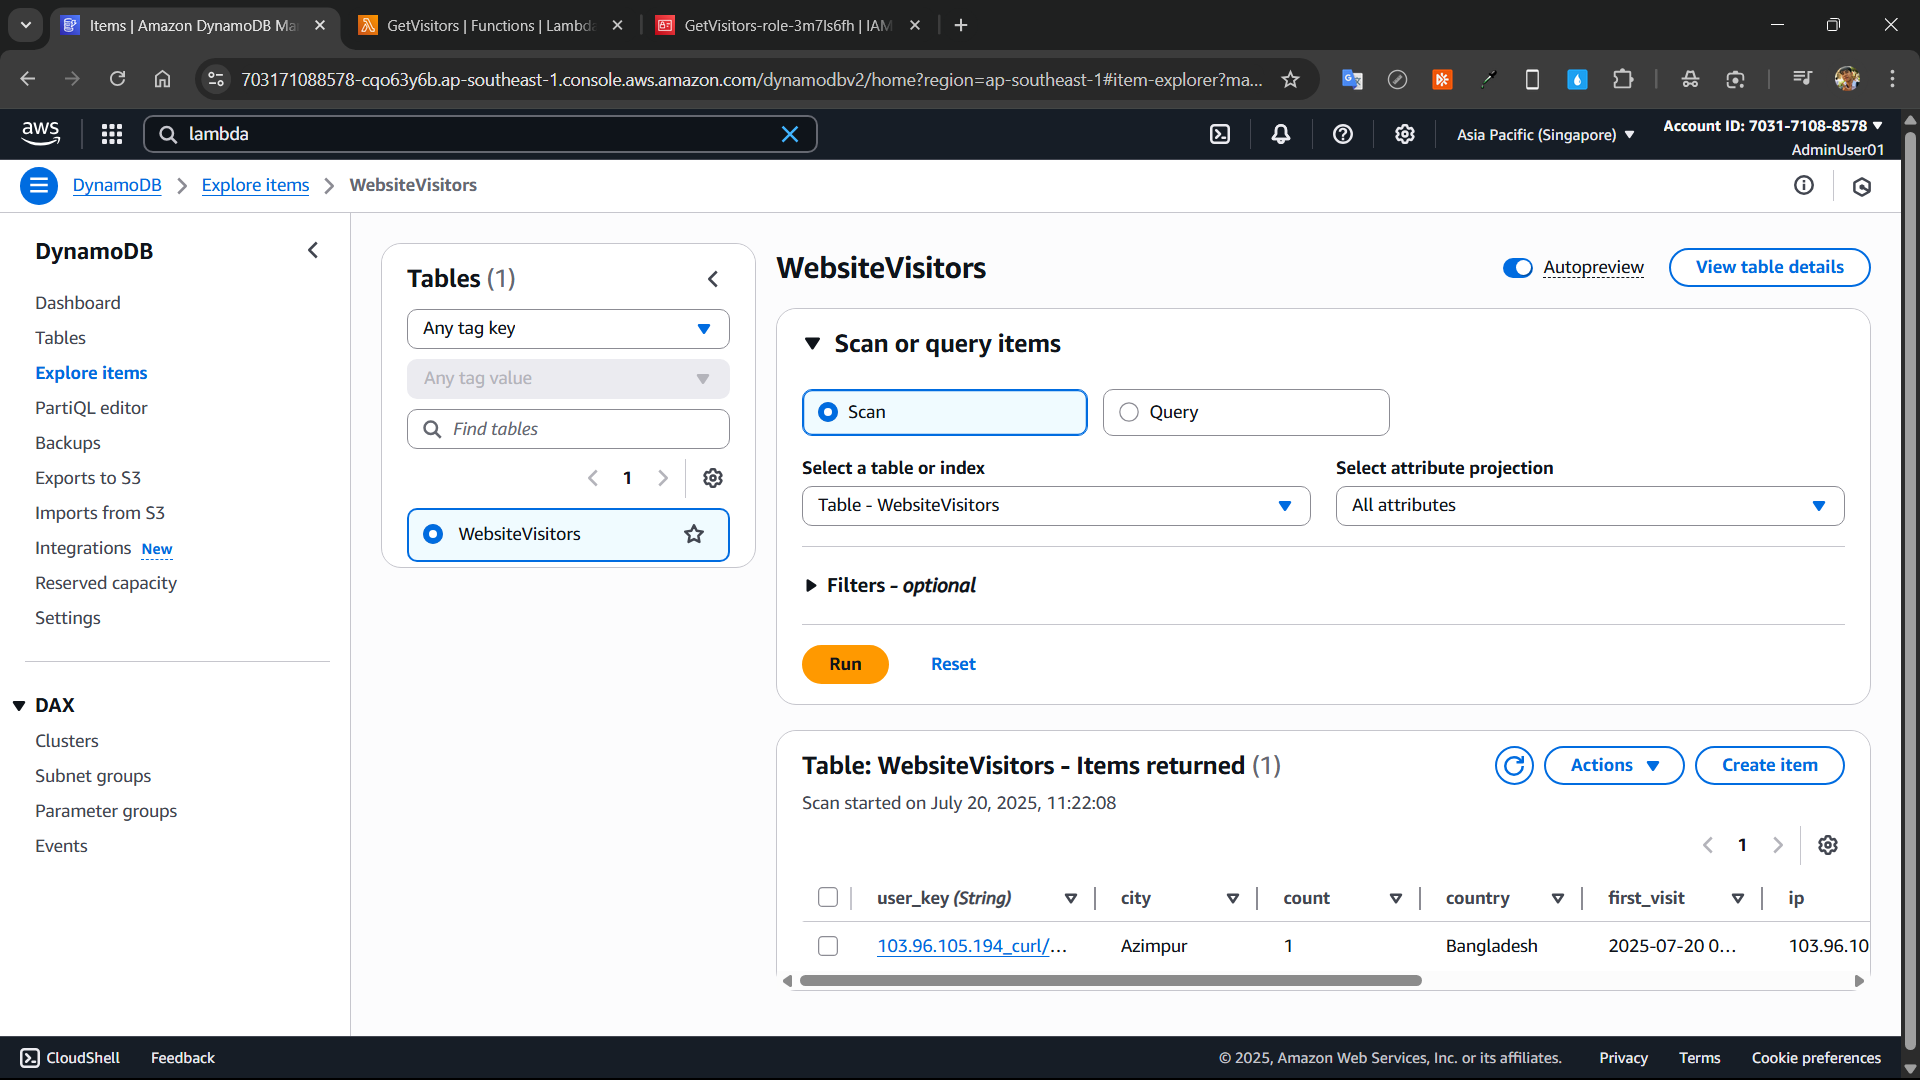 Items | Amazon DynamoDB Ma
GetVisitors | Functions | Lambda
GetVisitors-role-3m7ls6fh | IAM
703171088578-cqo63y6b.ap-southeast-1.console.aws.amazon.com/dynamodbv2/home?region=ap-southeast-1#item-explorer?ma...
aws
lambda
Asia Pacific (Singapore)
Account ID: 7031-7108-8578
AdminUser01
DynamoDB
Explore items
WebsiteVisitors
DynamoDB
Dashboard
Tables
Explore items
PartiQL editor
Backups
Exports to S3
Imports from S3
Integrations New
Reserved capacity
Settings
DAX
Clusters
Subnet groups
Parameter groups
Events
Tables (1)
Any tag key
Any tag value
Find tables
1
WebsiteVisitors
WebsiteVisitors
Autopreview
View table details
Scan or query items
Scan
Query
Select a table or index
Select attribute projection
Table - WebsiteVisitors
All attributes
Filters - optional
Run
Reset
Table: WebsiteVisitors - Items returned (1)
Actions
Create item
Scan started on July 20, 2025, 11:22:08
1
user_key (String) city count country first_visit ip
103.96.105.194_curl/... Azimpur 1 Bangladesh 2025-07-20 0... 103.96.10
CloudShell
Feedback
© 2025, Amazon Web Services, Inc. or its affiliates.
Privacy
Terms
Cookie preferences